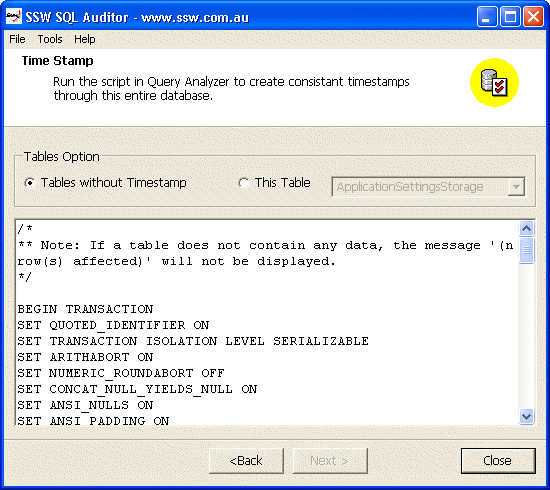 SSW SQL Auditor - www.ssw.com.au
File Tools Help
Time Stamp
Run the script in Query Analyzer to create consistant timestamps
through this entire database.
Tables Option
Tables without Timestamp This Table ApplicationSettingsStorage
/*
** Note: If a table does not contain any data, the message '(n
row(s) affected)' will not be displayed.
*/
BEGIN TRANSACTION
SET QUOTED_IDENTIFIER ON
SET TRANSACTION ISOLATION LEVEL SERIALIZABLE
SET ARITHABORT ON
SET NUMERIC_ROUNDABORT OFF
SET CONCAT_NULL_YIELDS_NULL ON
SET ANSI_NULLS ON
SET ANSI_PADDING ON
<Back Next > Close